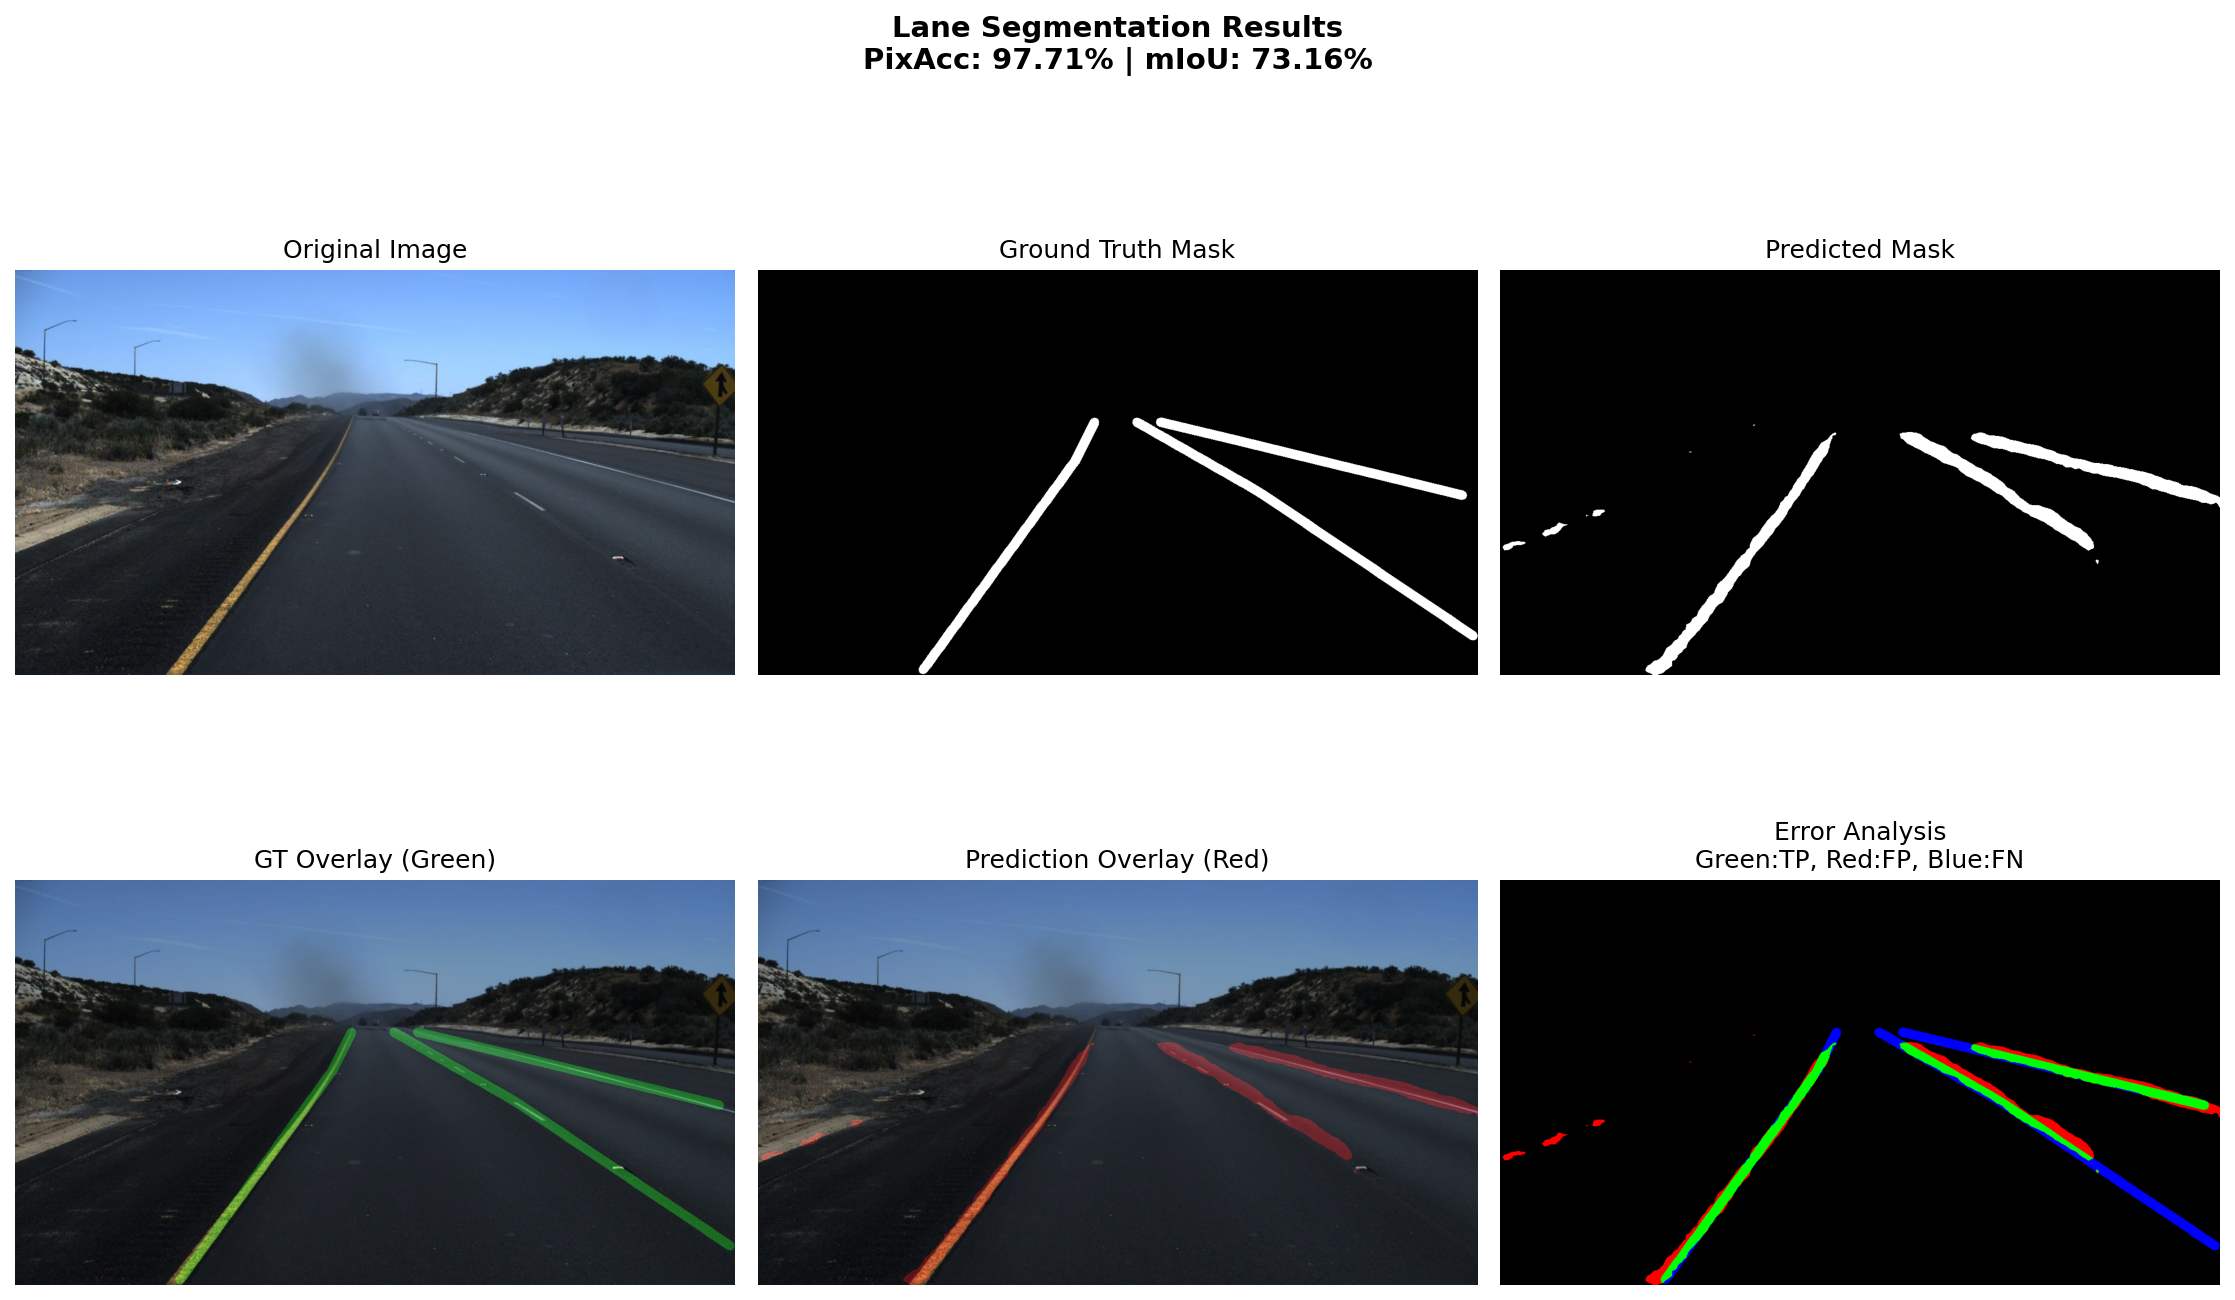 Lane Segmentation Results
PixAcc: 97.71% | mIoU: 73.16%
Original Image
Ground Truth Mask
Predicted Mask
GT Overlay (Green)
Prediction Overlay (Red)
Error Analysis
Green:TP, Red:FP, Blue:FN